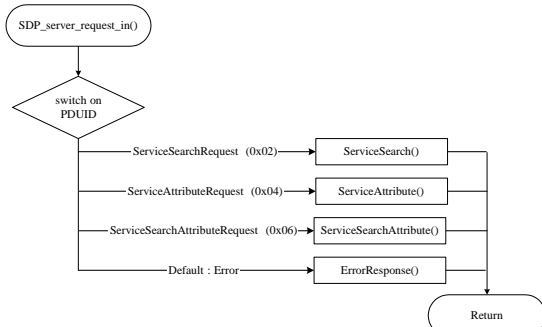 SDP_server_request_in()
switch on
PDUID
ServiceSearchRequest (0x02)
ServiceSearch()
ServiceAttributeRequest (0x04)
ServiceAttribute()
ServiceSearchAttributeRequest (0x06)
ServiceSearchAttribute()
Default : Error
ErrorResponse()
Return